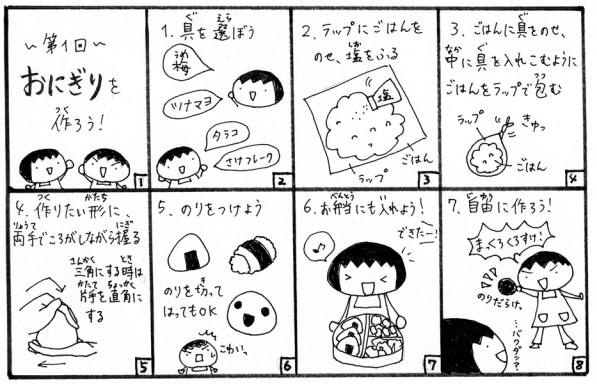 ～第1回～
おにぎりを
作ろう!
1
1. 具を選ぼう
梅
ツナマヨ
タラコ
さけフレーク
2
2. ラップにごはんを
のせ、塩をふる
塩
ごはん
ラップ
3
3. ごはんに具をのせ、
中に具を入れこむように
ごはんをラップで包む
ラップ
きゅっ
ごはん
4
4. 作りたい形に、
両手でころがしながら握る
三角にする時は
片手を直角に
する
5
5. のりをつけよう
のりを切って
はってもOK
こわい。
6
6. お弁当にも入れよう!
できたー!
7
7. 自由に作ろう!
まっくろくろすけ!
のりだらけ。
…バクダン?
8